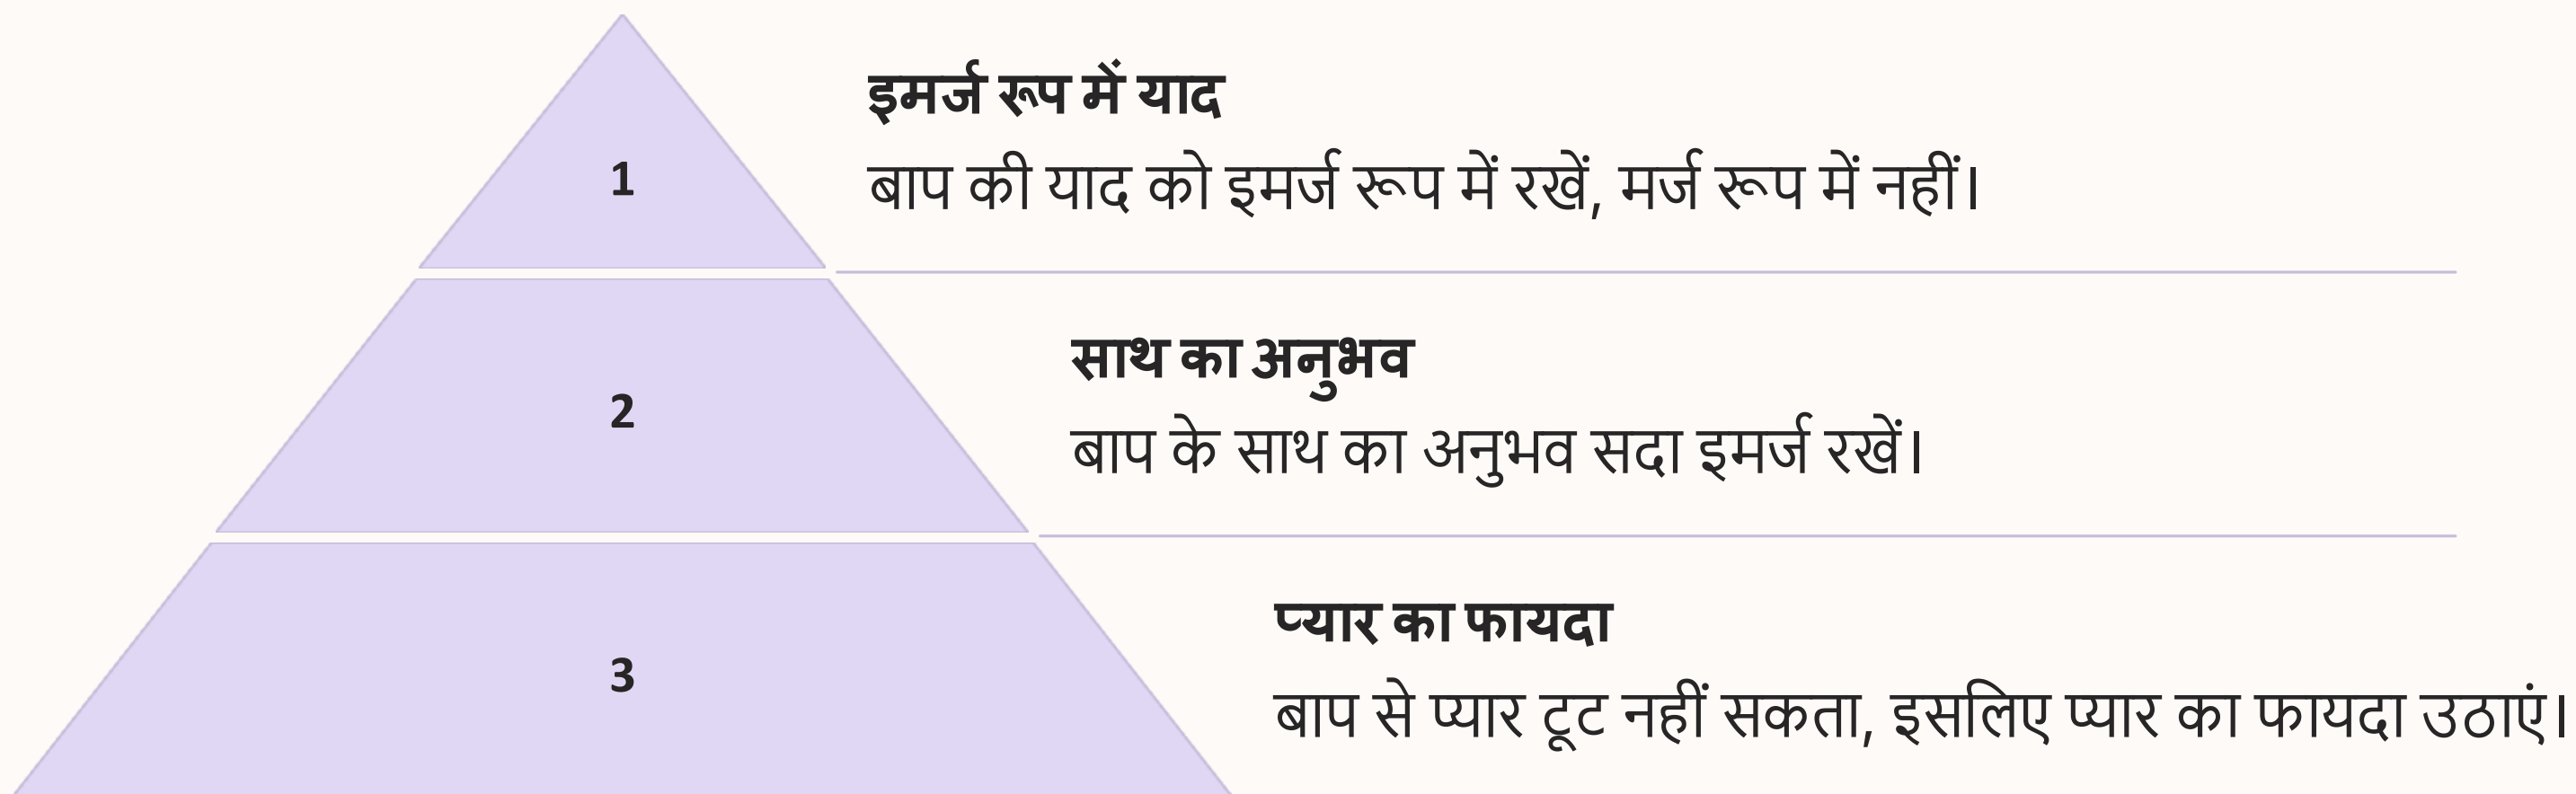 1
इमर्ज रूप में याद
बाप की याद को इमर्ज रूप में रखें, मर्ज रूप में नहीं।
2
साथ का अनुभव
बाप के साथ का अनुभव सदा इमर्ज रखें।
3
प्यार का फायदा
बाप से प्यार टूट नहीं सकता, इसलिए प्यार का फायदा उठाएं।